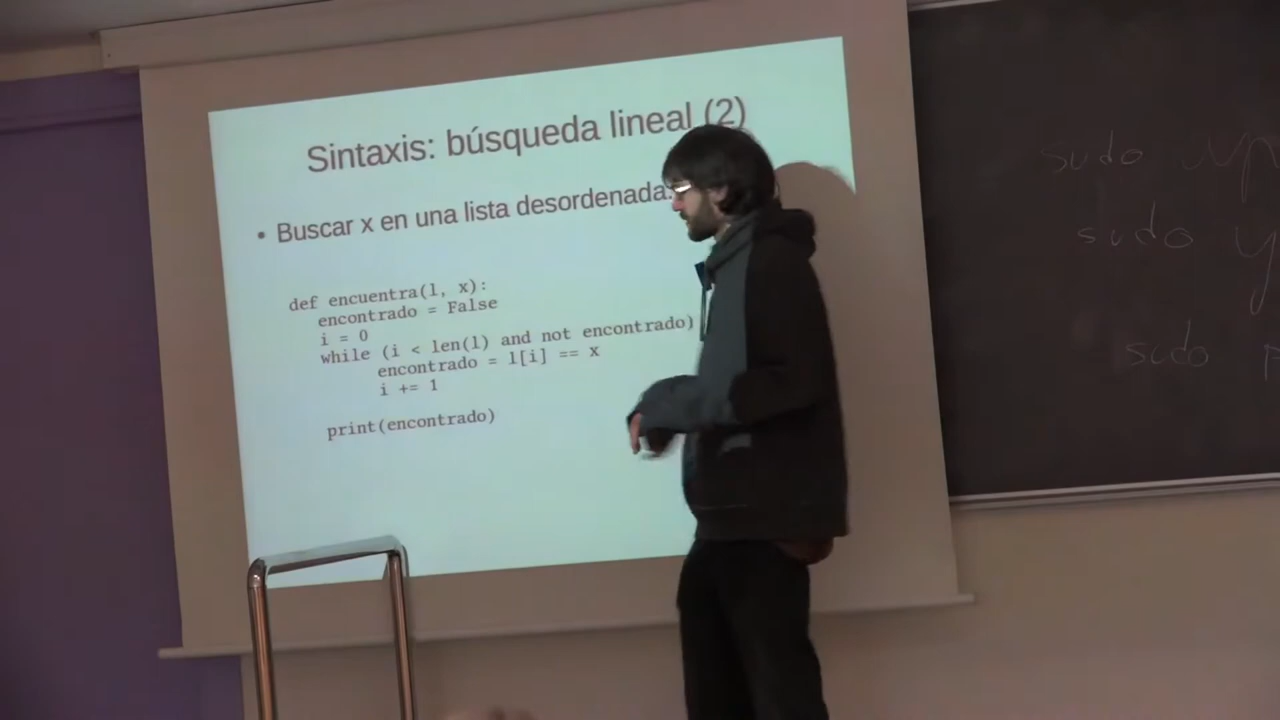 Sintaxis: búsqueda lineal (2)
• Buscar x en una lista desordenada:
def encuentra(l, x):
encontrado = False
i = 0
while (i < len(l) and not encontrado)
encontrado = l[i] == x
i += 1
print(encontrado)
sudo
sudo
sudo